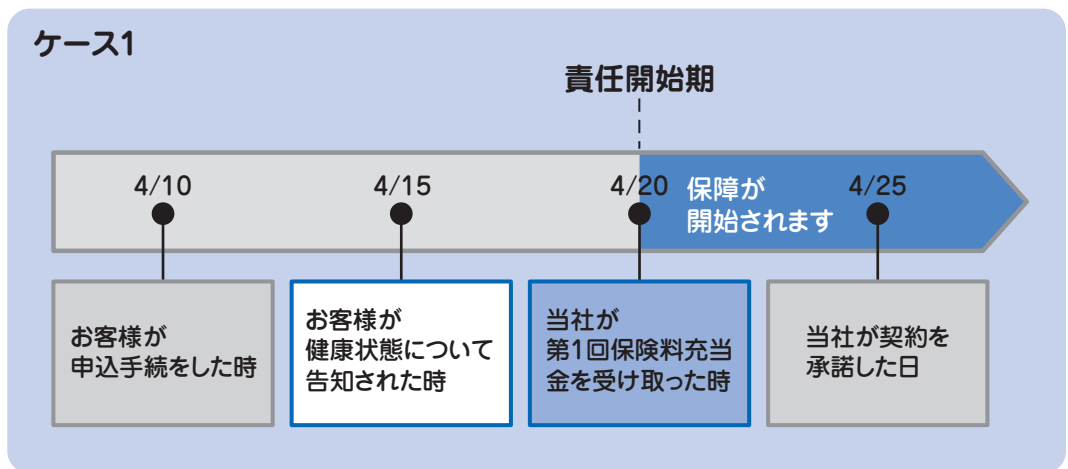 ケース1
責任開始期
4/10
4/15
4/20
保障が
開始されます
4/25
お客様が
申込手続をした時
お客様が
健康状態について
告知された時
当社が
第1回保険料充当
金を受け取った時
当社が契約を
承諾した日